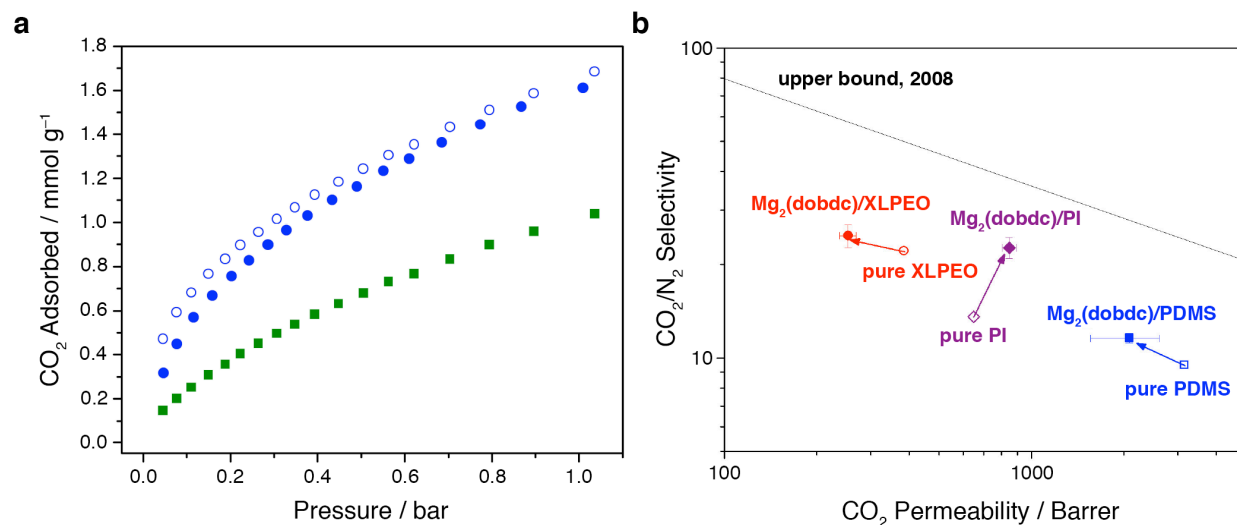 a
1.8
1.6
1.4
1.2
1.0
0.8
0.6
0.4
0.2
0.0
CO₂ Adsorbed / mmol g⁻¹
0.0 0.2 0.4 0.6 0.8 1.0
Pressure / bar
b
100
10
CO₂/N₂ Selectivity
upper bound, 2008
Mg₂(dobdc)/XLPEO
pure XLPEO
Mg₂(dobdc)/PI
pure PI
Mg₂(dobdc)/PDMS
pure PDMS
100 1000
CO₂ Permeability / Barrer